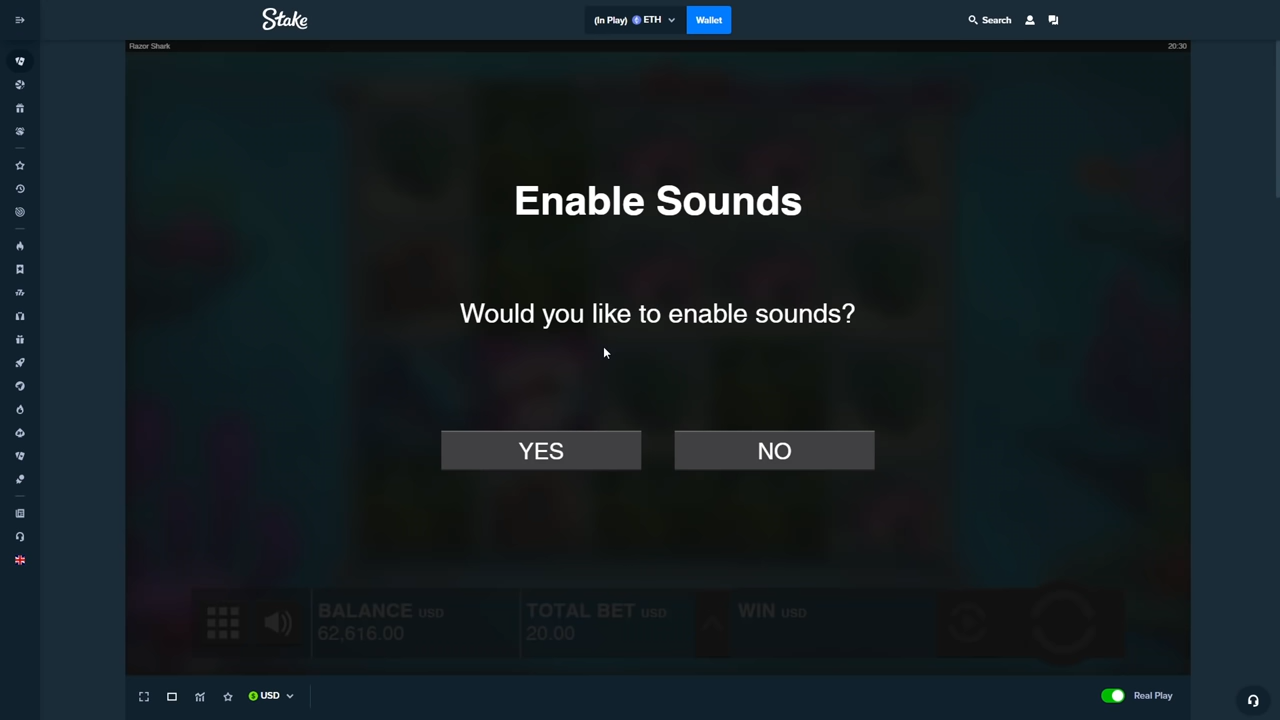 Stake
(In Play) ETH
Wallet
Search
Razor Shark
20:30
Enable Sounds
Would you like to enable sounds?
YES
NO
BALANCE USD
62,616.00
TOTAL BET USD
20.00
WIN USD
USD
Real Play